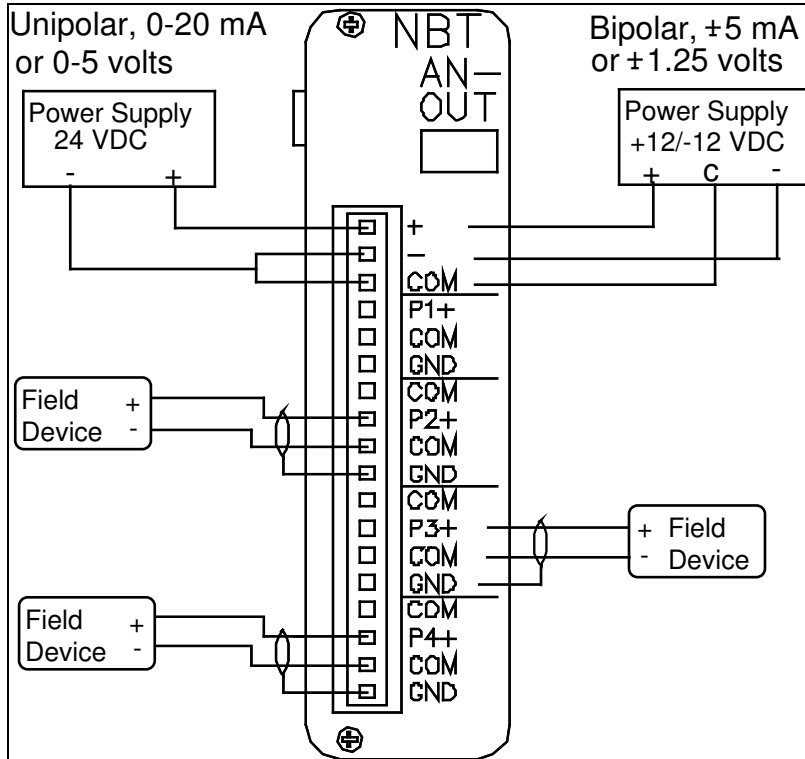 Unipolar, 0-20 mA
or 0-5 volts
Power Supply
24 VDC
- +
NBT
AN-
OUT
Bipolar, ±5 mA
or ±1.25 volts
Power Supply
+12/-12 VDC
+ C -
+
-
COM
P1+
COM
GND
COM
P2+
COM
GND
COM
P3+
COM
GND
COM
P4+
COM
GND
Field +
Device -
Field +
Device -
+ Field
- Device